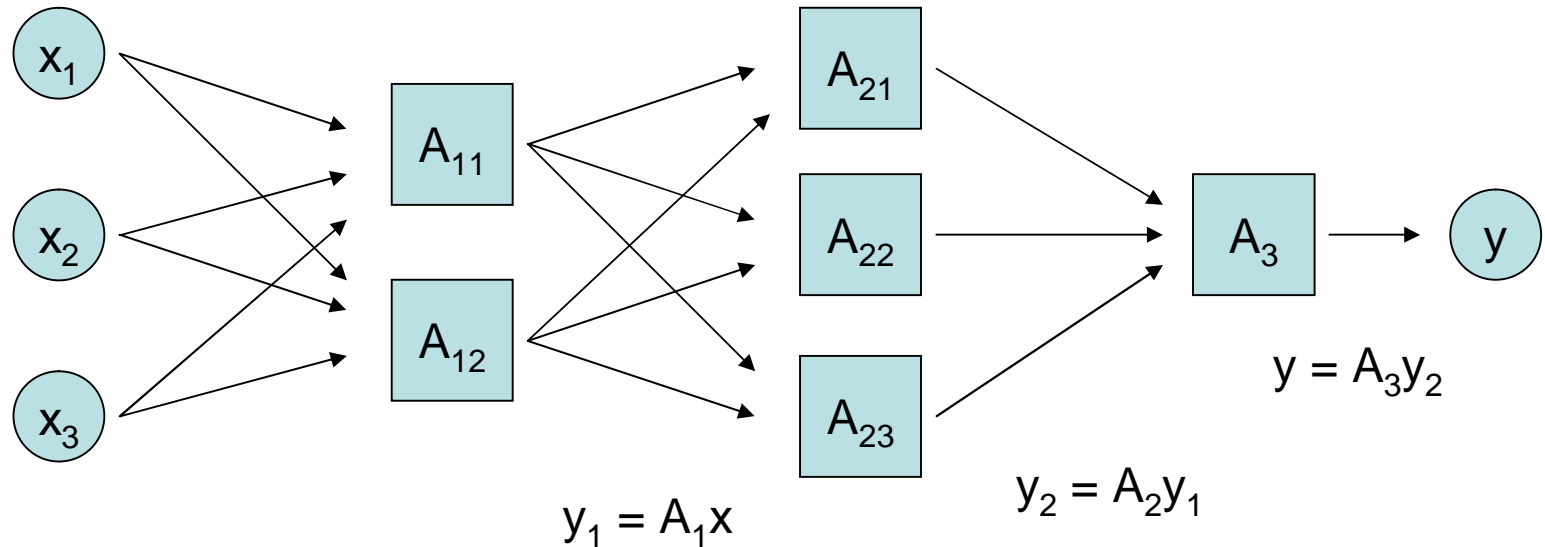 x₁
x₂
x₃
A₁₁
A₁₂
A₂₁
A₂₂
A₂₃
A₃
y
y₁ = A₁x
y₂ = A₂y₁
y = A₃y₂